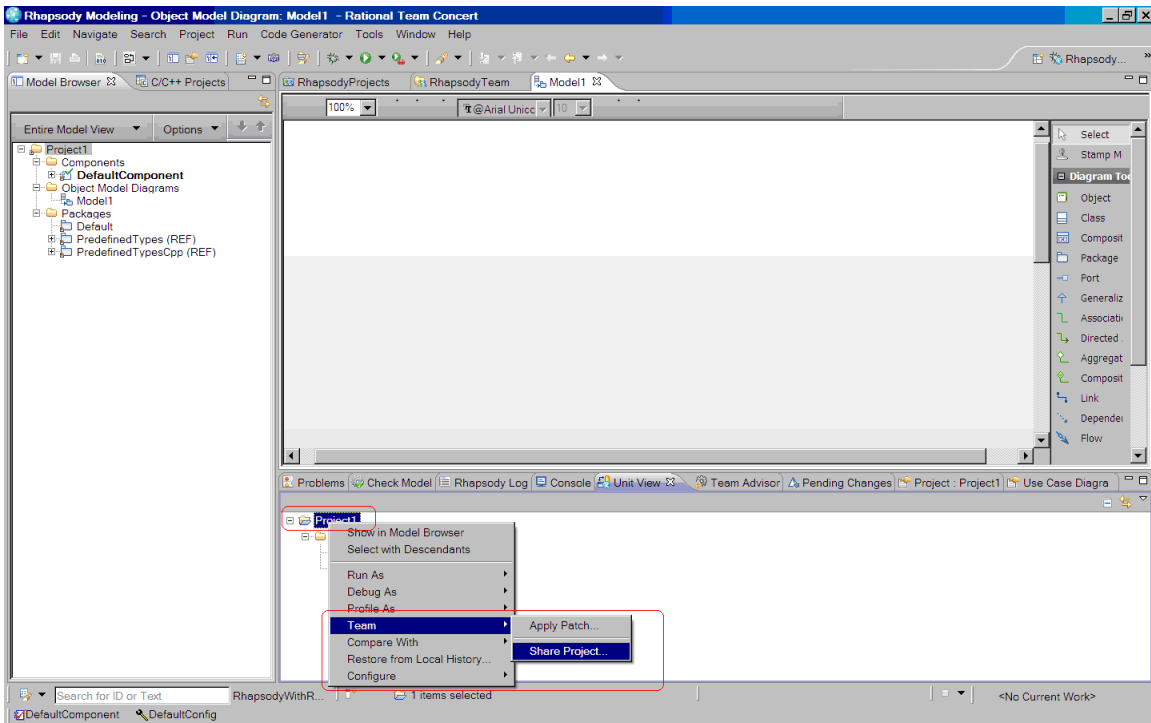 Rhapsody Modeling - Object Model Diagram: Model1 - Rational Team Concert
File Edit Navigate Search Project Run Code Generator Tools Window Help
Rhapsody...
Model Browser
C/C++ Projects
RhapsodyProjects
RhapsodyTeam
Model1
100%
@Arial Unicc
10
Entire Model View
Options
Project1
Components
DefaultComponent
Object Model Diagrams
Model1
Packages
Default
PredefinedTypes (REF)
PredefinedTypesCpp (REF)
Select
Stamp M
Diagram Too
Object
Class
Composit
Package
Port
Generaliz
Associati
Directed
Aggregat
Composit
Link
Depender
Flow
Problems
Check Model
Rhapsody Log
Console
Unit View
Team Advisor
Pending Changes
Project : Project1
Use Case Diagra
Project1
Show in Model Browser
Select with Descendants
Run As
Debug As
Profile As
Team
Compare With
Restore from Local History...
Configure
Apply Patch...
Share Project...
Search for ID or Text
RhapsodyWithR...
1 items selected
<No Current Work>
DefaultComponent
DefaultConfig